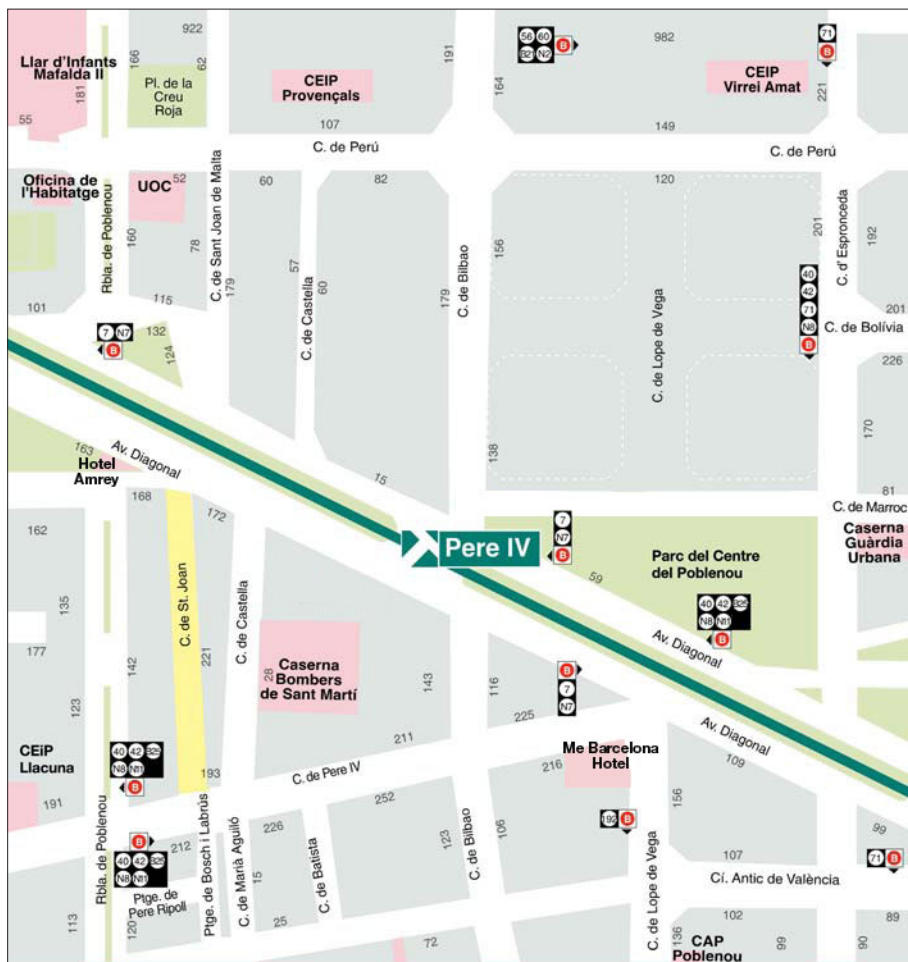 922
191
56 60
B21 N2
B
982
71
B
Llar d'Infants
Mafalda II
166
62
Pl. de la
Creu
Roja
CEIP
Provençals
CEIP
Virrei Amat
181
164
221
55
107
149
C. de Perú
C. de Perú
Oficina de
l'Habitatge
UOC
52
60
82
120
Rbla. de Poblenou
160
78
C. de Sant Joan de Malta
179
57
C. de Castella
60
179
C. de Bilbao
156
C. de Lope de Vega
201
C. d' Espronceda
192
40
42
71
N8
B
101
115
201
C. de Bolívia
7 N7
B
132
124
226
138
170
163
Av. Diagonal
15
Hotel
Amrey
81
C. de Marroc
168
172
162
7
N7
B
Pere IV
Caserna
Guàrdia
Urbana
Parc del Centre
del Poblenou
59
135
C. de St. Joan
C. de Castella
40 42 B25
N8 N11
B
Av. Diagonal
177
142
221
28
Caserna
Bombers
de Sant Martí
143
116
B
7
N7
123
225
Av. Diagonal
211
CEiP
Llacuna
40 42 B25
N8 N11
B
193
C. de Pere IV
216
Me Barcelona
Hotel
109
191
252
156
192 B
99
Rbla. de Poblenou
B
212
40 42 B25
N8 N11
Ptge. de
Pere Ripoll
Ptge. de Bosch i Labrús
C. de Marià Aguiló
15
226
C. de Batista
123
C. de Bilbao
106
C. de Lope de Vega
107
71 B
Cí. Antic de València
113
120
25
72
136
102
99
90
89
CAP
Poblenou